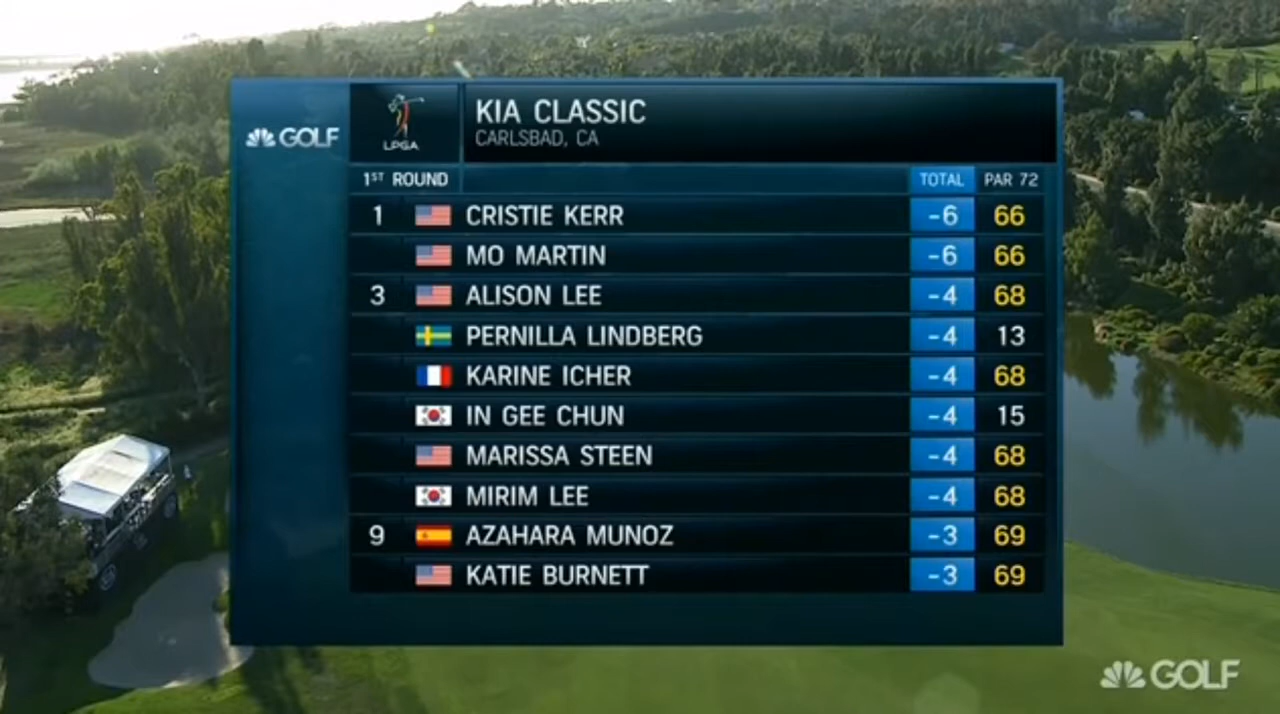 GOLF
LPGA
KIA CLASSIC
CARLSBAD, CA
1ST ROUND TOTAL PAR 72
1 CRISTIE KERR -6 66
MO MARTIN -6 66
3 ALISON LEE -4 68
PERNILLA LINDBERG -4 13
KARINE ICHER -4 68
IN GEE CHUN -4 15
MARISSA STEEN -4 68
MIRIM LEE -4 68
9 AZAHARA MUNOZ -3 69
KATIE BURNETT -3 69
GOLF